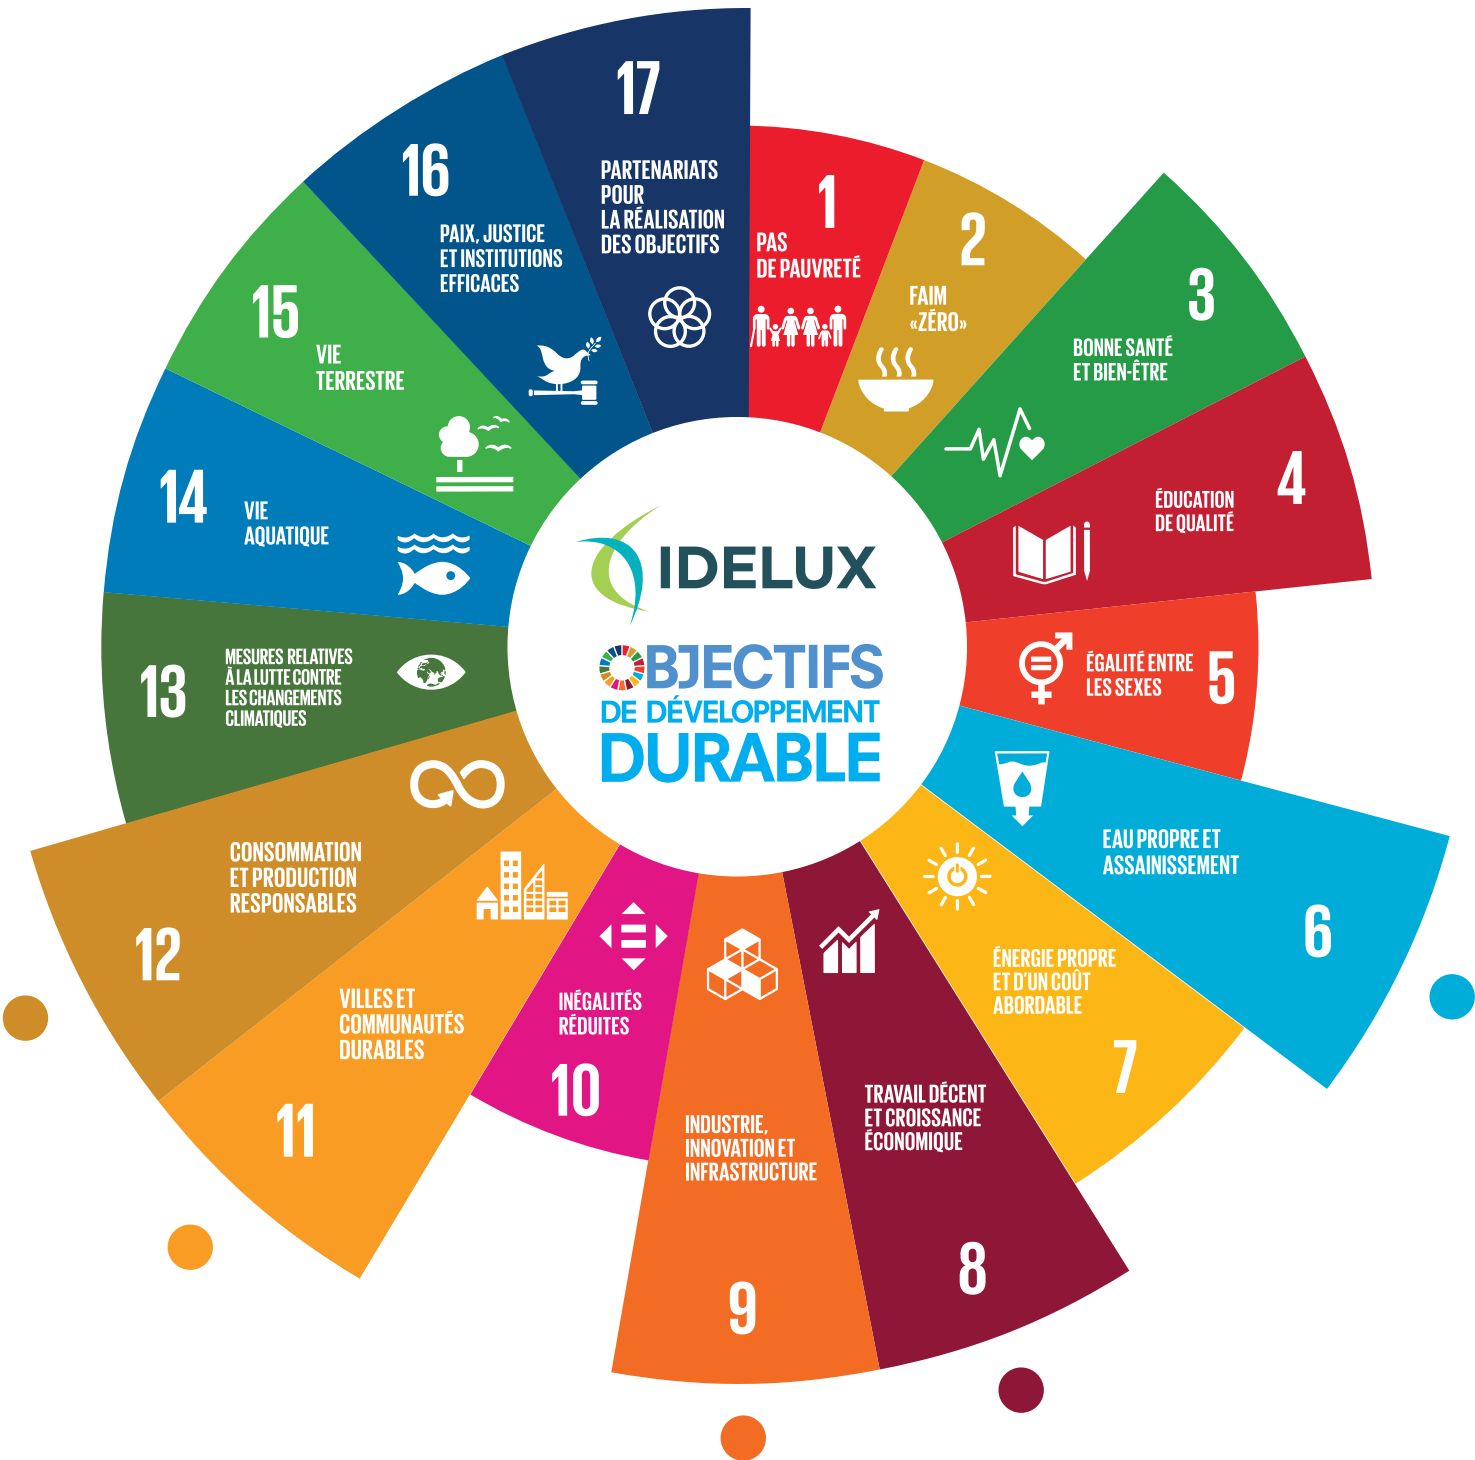 IDELUX
OBJECTIFS
DE DÉVELOPPEMENT
DURABLE
1
PAS
DE PAUVRETÉ
2
FAIM
«ZÉRO»
3
BONNE SANTÉ
ET BIEN-ÊTRE
4
ÉDUCATION
DE QUALITÉ
5
ÉGALITÉ ENTRE
LES SEXES
6
EAU PROPRE ET
ASSAINISSEMENT
7
ÉNERGIE PROPRE
ET D'UN COÛT
ABORDABLE
8
TRAVAIL DÉCENT
ET CROISSANCE
ÉCONOMIQUE
9
INDUSTRIE,
INNOVATION ET
INFRASTRUCTURE
10
INÉGALITÉS
RÉDUITES
11
VILLES ET
COMMUNAUTÉS
DURABLES
12
CONSOMMATION
ET PRODUCTION
RESPONSABLES
13
MESURES RELATIVES
À LA LUTTE CONTRE
LES CHANGEMENTS
CLIMATIQUES
14
VIE
AQUATIQUE
15
VIE
TERRESTRE
16
PAIX, JUSTICE
ET INSTITUTIONS
EFFICACES
17
PARTENARIATS
POUR
LA RÉALISATION
DES OBJECTIFS